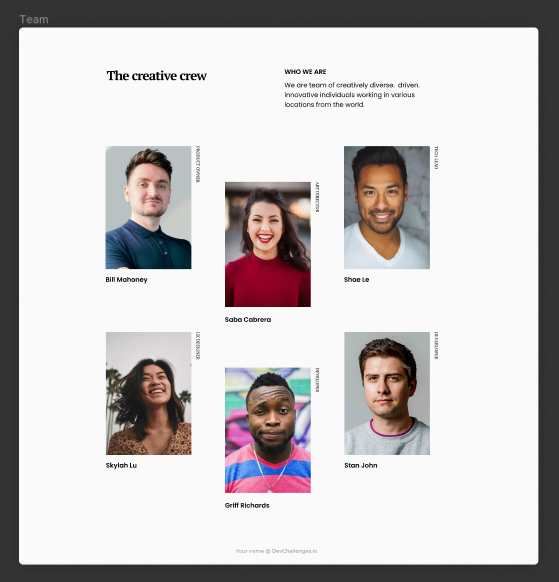 Team
The creative crew
WHO WE ARE
We are team of creatively diverse. driven.
innovative individuals working in various
locations from the world.
PRODUCT OWNER
Bill Mahoney
ART DIRECTOR
Saba Cabrera
TECH LEAD
Shae Le
UX DESIGNER
Skylah Lu
DEVELOPER
Griff Richards
DEVELOPER
Stan John
Your name @ DevChallenges.io